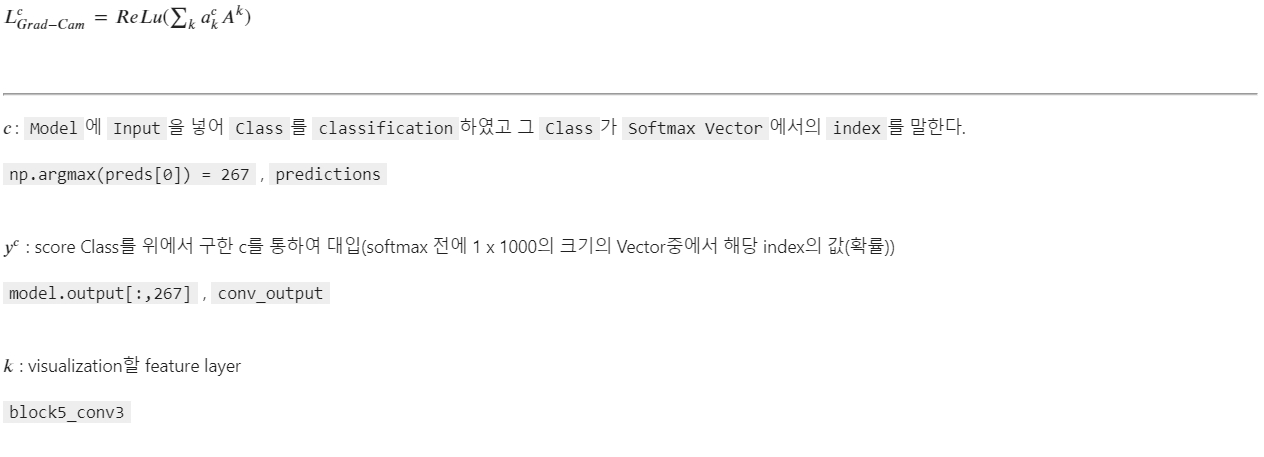 L^c_{Grad-Cam} = ReLu(∑_k a^c_k A^k)
c : Model 에 Input 을 넣어 Class 를 classification 하였고 그 Class 가 Softmax Vector 에서의 index 를 말한다.
np.argmax(preds[0]) = 267 , predictions
y^c : score Class를 위에서 구한 c를 통하여 대입(softmax 전에 1 x 1000의 크기의 Vector중에서 해당 index의 값(확률))
model.output[:,267] , conv_output
k : visualization할 feature layer
block5_conv3